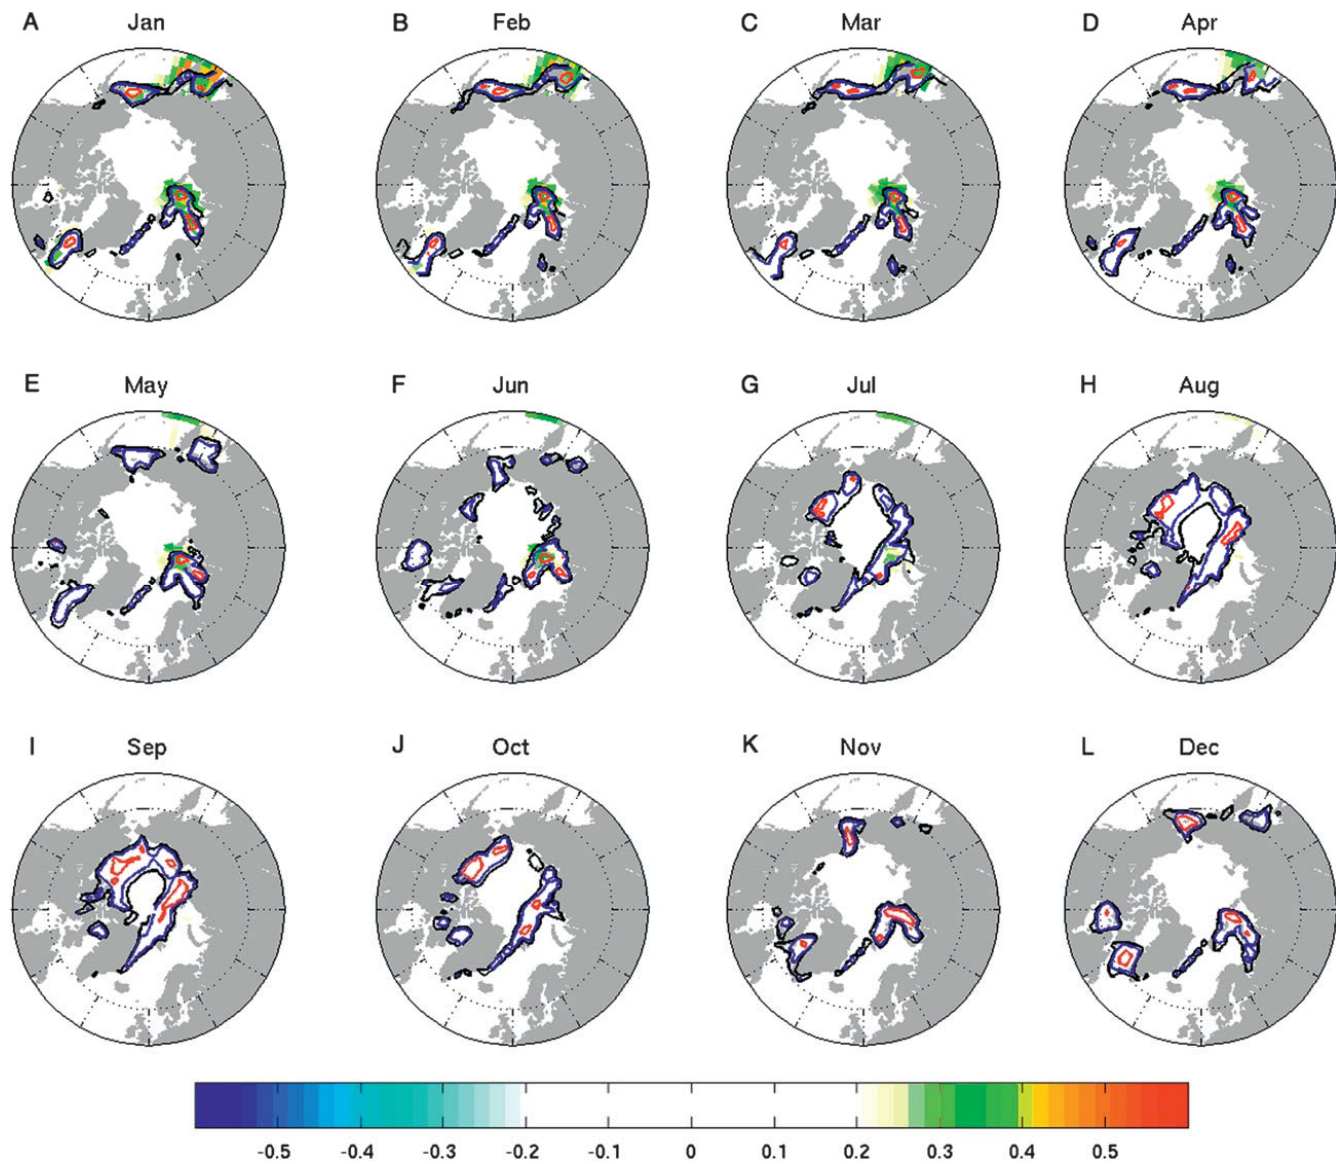 A Jan B Feb C Mar D Apr
E May F Jun G Jul H Aug
I Sep J Oct K Nov L Dec
-0.5 -0.4 -0.3 -0.2 -0.1 0 0.1 0.2 0.3 0.4 0.5